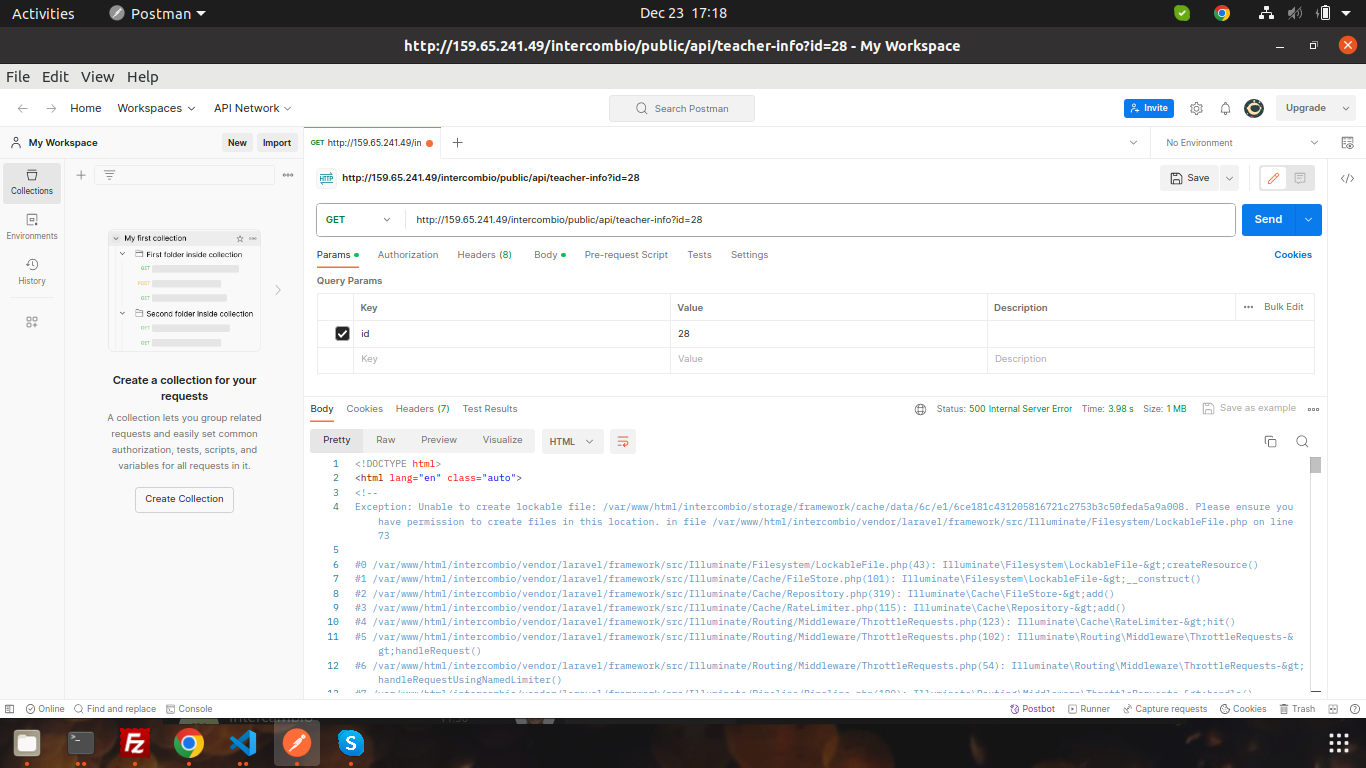 Activities
Postman
Dec 23 17:18
http://159.65.241.49/intercombio/public/api/teacher-info?id=28 - My Workspace
File Edit View Help
Home Workspaces API Network
Search Postman
Invite
Upgrade
My Workspace
New Import
GET http://159.65.241.49/in
No Environment
Collections
Environments
History
HTTP http://159.65.241.49/intercombio/public/api/teacher-info?id=28
Save
GET http://159.65.241.49/intercombio/public/api/teacher-info?id=28
Send
Params Authorization Headers (8) Body Pre-request Script Tests Settings
Cookies
Query Params
Key Value Description Bulk Edit
id 28
Key Value Description
My first collection
First folder inside collection
GET
POST
GET
Second folder inside collection
GET
GET
Create a collection for your
requests
A collection lets you group related
requests and easily set common
authorization, tests, scripts, and
variables for all requests in it.
Create Collection
Body Cookies Headers (7) Test Results
Status: 500 Internal Server Error Time: 3.98 s Size: 1 MB Save as example
Pretty Raw Preview Visualize HTML
1 <!DOCTYPE html>
2 <html lang="en" class="auto">
3 <!--
4 Exception: Unable to create lockable file: /var/www/html/intercombio/storage/framework/cache/data/6c/e1/6ce181c431205816721c2753b3c50feda5a9a008. Please ensure you
have permission to create files in this location. in file /var/www/html/intercombio/vendor/laravel/framework/src/Illuminate/Filesystem/LockableFile.php on line
73
5
6 #0 /var/www/html/intercombio/vendor/laravel/framework/src/Illuminate/Filesystem/LockableFile.php(43): Illuminate\Filesystem\LockableFile-&gt;createResource()
7 #1 /var/www/html/intercombio/vendor/laravel/framework/src/Illuminate/Cache/FileStore.php(101): Illuminate\Filesystem\LockableFile-&gt;__construct()
8 #2 /var/www/html/intercombio/vendor/laravel/framework/src/Illuminate/Cache/Repository.php(319): Illuminate\Cache\FileStore-&gt;add()
9 #3 /var/www/html/intercombio/vendor/laravel/framework/src/Illuminate/Cache/RateLimiter.php(115): Illuminate\Cache\Repository-&gt;add()
10 #4 /var/www/html/intercombio/vendor/laravel/framework/src/Illuminate/Routing/Middleware/ThrottleRequests.php(123): Illuminate\Cache\RateLimiter-&gt;hit()
11 #5 /var/www/html/intercombio/vendor/laravel/framework/src/Illuminate/Routing/Middleware/ThrottleRequests.php(102): Illuminate\Routing\Middleware\ThrottleRequests-&
gt;handleRequest()
12 #6 /var/www/html/intercombio/vendor/laravel/framework/src/Illuminate/Routing/Middleware/ThrottleRequests.php(54): Illuminate\Routing\Middleware\ThrottleRequests-&gt;
handleRequestUsingNamedLimiter()
Online Find and replace Console
Postbot Runner Capture requests Cookies Trash